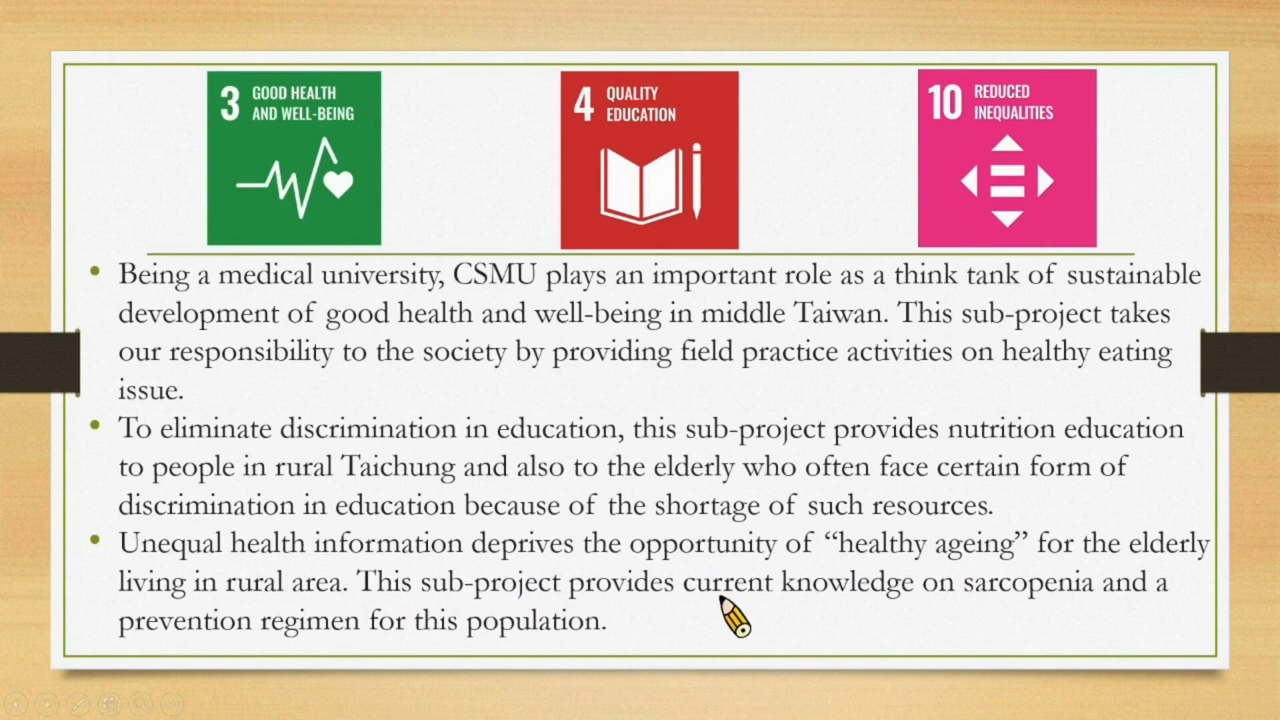 3 GOOD HEALTH
AND WELL-BEING
4 QUALITY
EDUCATION
10 REDUCED
INEQUALITIES
• Being a medical university, CSMU plays an important role as a think tank of sustainable
development of good health and well-being in middle Taiwan. This sub-project takes
our responsibility to the society by providing field practice activities on healthy eating
issue.
• To eliminate discrimination in education, this sub-project provides nutrition education
to people in rural Taichung and also to the elderly who often face certain form of
discrimination in education because of the shortage of such resources.
• Unequal health information deprives the opportunity of “healthy ageing” for the elderly
living in rural area. This sub-project provides current knowledge on sarcopenia and a
prevention regimen for this population.